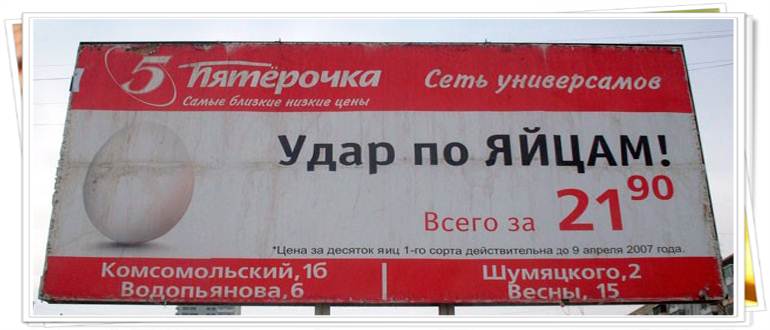 5 Пятёрочка Сеть универсамов
Самые близкие низкие цены
Удар по ЯЙЦАМ!
Всего за 21 90
*Цена за десяток яиц 1-го сорта действительна до 9 апреля 2007 года.
Комсомольский, 1б
Водопьянова, 6
Шумяцкого, 2
Весны, 15